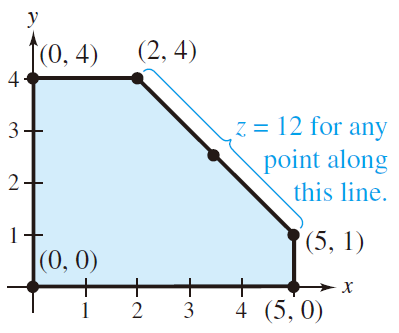 y
(0, 4)
(2, 4)
4
z = 12 for any
point along
this line.
3
2
1
(5, 1)
(0, 0)
x
1
2
3
4
(5, 0)